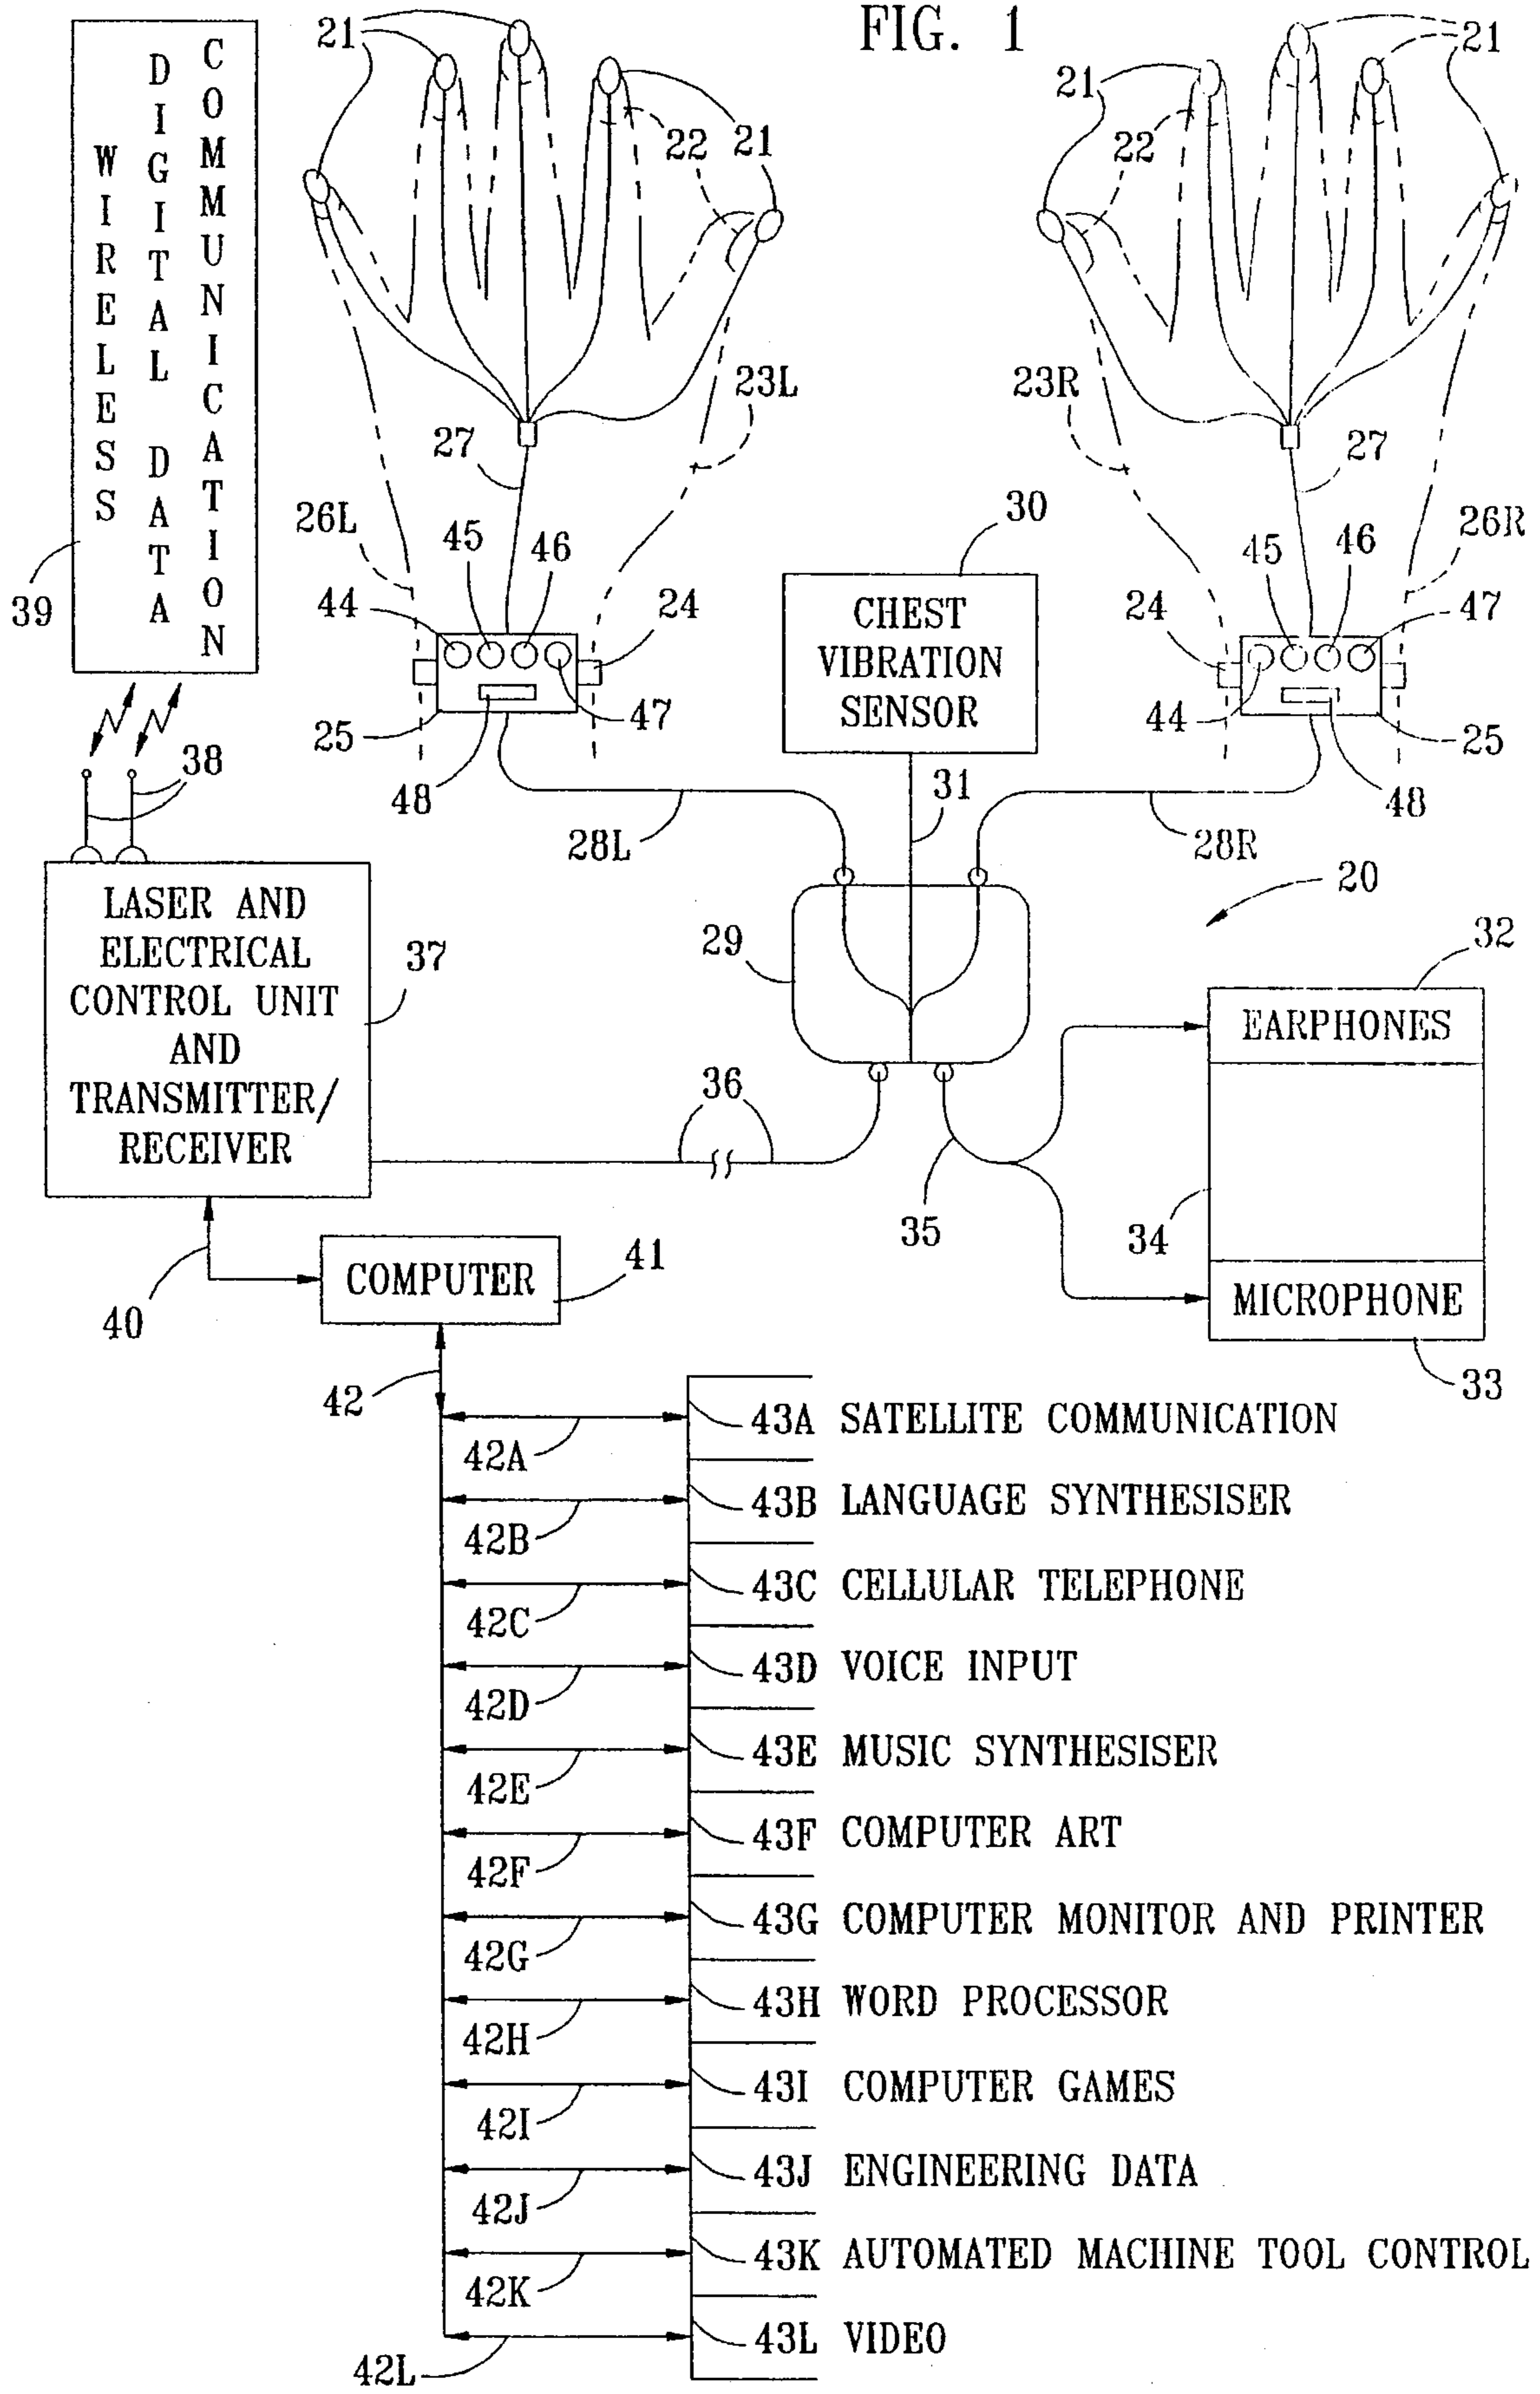 FIG. 1
WIRELESS
DIGITAL DATA
COMMUNICATION
39
21
22
21
23L
27
26L
45
46
44
24
25
47
48
28L
21
21
22
23R
27
26R
45
46
24
47
44
25
48
28R
30
CHEST
VIBRATION
SENSOR
31
38
LASER AND
ELECTRICAL
CONTROL UNIT
AND
TRANSMITTER/
RECEIVER
37
29
20
32
EARPHONES
36
35
34
MICROPHONE
33
40
COMPUTER
41
42
42A
43A SATELLITE COMMUNICATION
42B
43B LANGUAGE SYNTHESISER
42C
43C CELLULAR TELEPHONE
42D
43D VOICE INPUT
42E
43E MUSIC SYNTHESISER
42F
43F COMPUTER ART
42G
43G COMPUTER MONITOR AND PRINTER
42H
43H WORD PROCESSOR
42I
43I COMPUTER GAMES
42J
43J ENGINEERING DATA
42K
43K AUTOMATED MACHINE TOOL CONTROL
42L
43L VIDEO